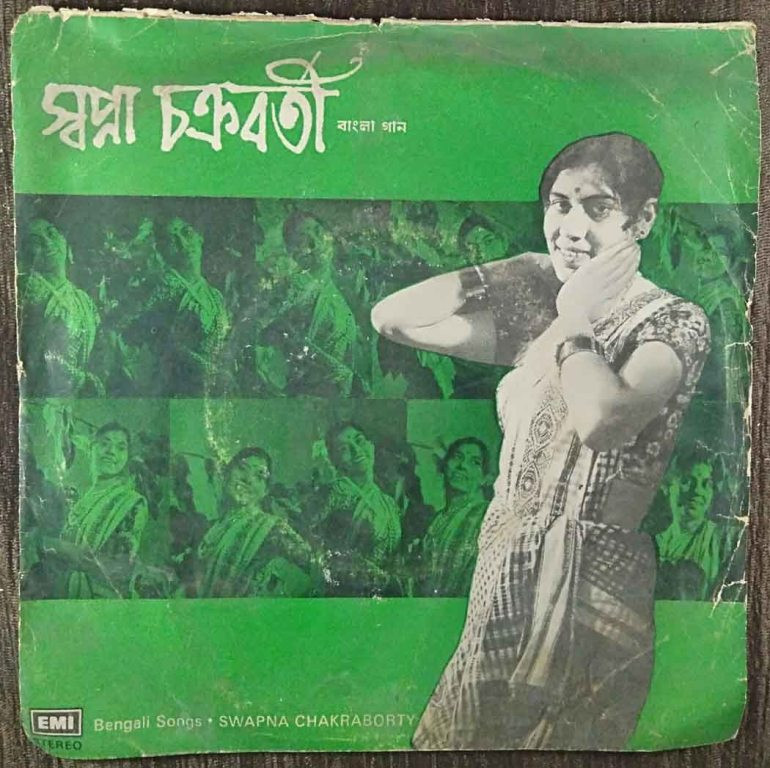 স্বপ্না চক্রবর্তী বাংলা গান
EMI Bengali Songs • SWAPNA CHAKRABORTY
STEREO